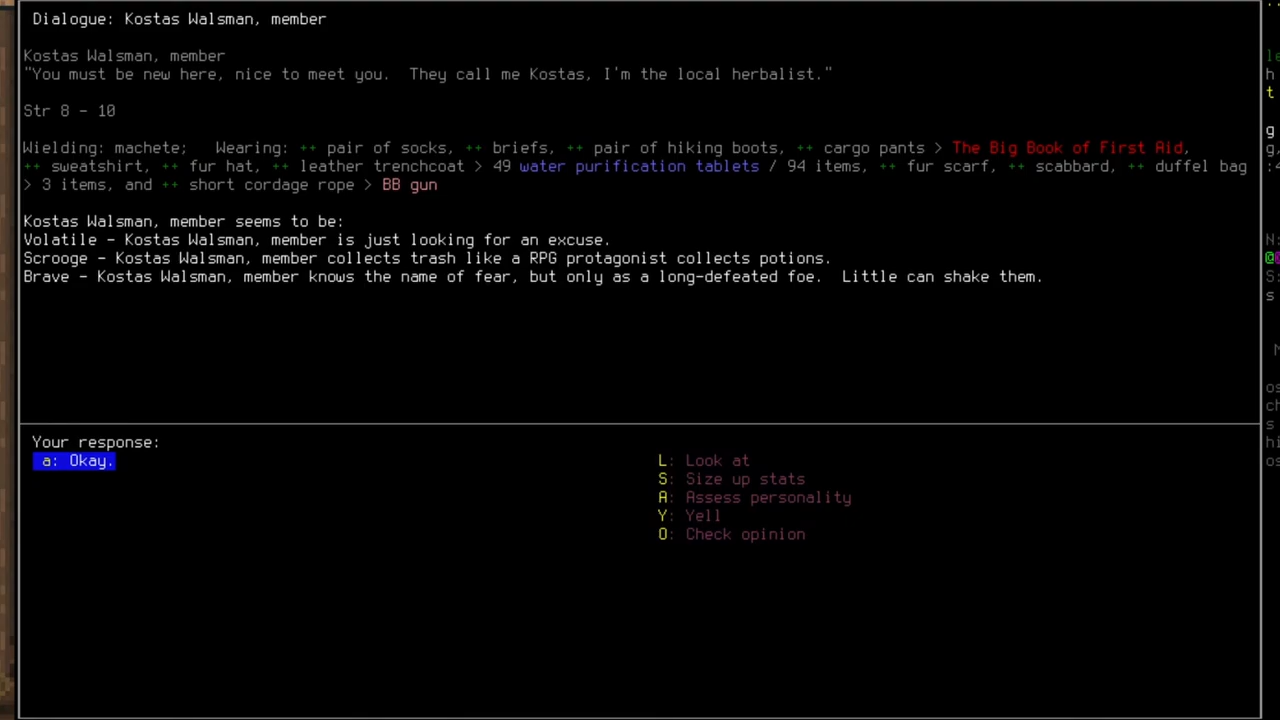 Dialogue: Kostas Walsman, member
Kostas Walsman, member
"You must be new here, nice to meet you.  They call me Kostas, I'm the local herbalist."
Str 8 - 10
Wielding: machete;   Wearing: ++ pair of socks, ++ briefs, ++ pair of hiking boots, ++ cargo pants > The Big Book of First Aid,
++ sweatshirt, ++ fur hat, ++ leather trenchcoat > 49 water purification tablets / 94 items, ++ fur scarf, ++ scabbard, ++ duffel bag
> 3 items, and ++ short cordage rope > BB gun
Kostas Walsman, member seems to be:
Volatile - Kostas Walsman, member is just looking for an excuse.
Scrooge - Kostas Walsman, member collects trash like a RPG protagonist collects potions.
Brave - Kostas Walsman, member knows the name of fear, but only as a long-defeated foe.  Little can shake them.
Your response:
a: Okay.
L: Look at
S: Size up stats
A: Assess personality
Y: Yell
O: Check opinion